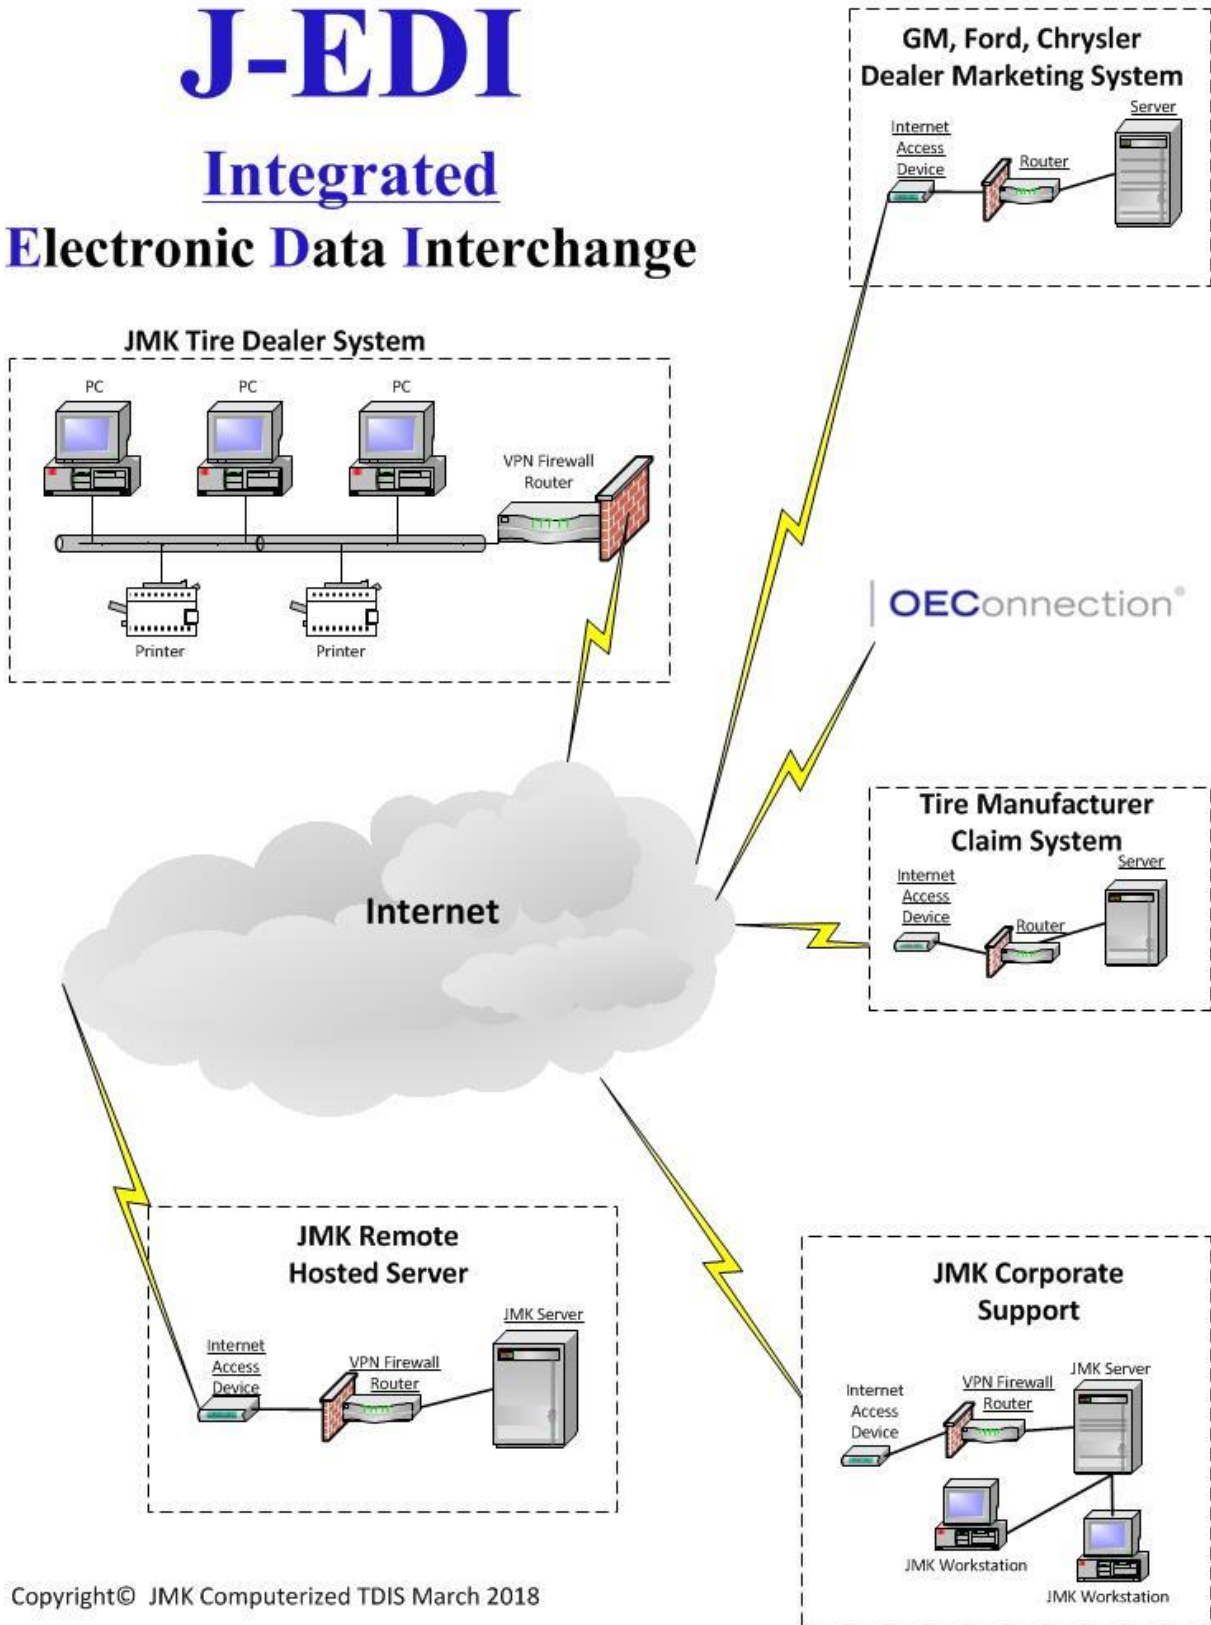 J-EDI
Integrated
Electronic Data Interchange
GM, Ford, Chrysler
Dealer Marketing System
Server
Internet
Access
Device
Router
JMK Tire Dealer System
PC
PC
PC
VPN Firewall
Router
Printer
Printer
OEConnection®
Tire Manufacturer
Claim System
Server
Internet
Access
Device
Router
Internet
JMK Remote
Hosted Server
JMK Server
Internet
Access
Device
VPN Firewall
Router
JMK Corporate
Support
JMK Server
Internet
Access
Device
VPN Firewall
Router
JMK Workstation
JMK Workstation
Copyright© JMK Computerized TDIS March 2018